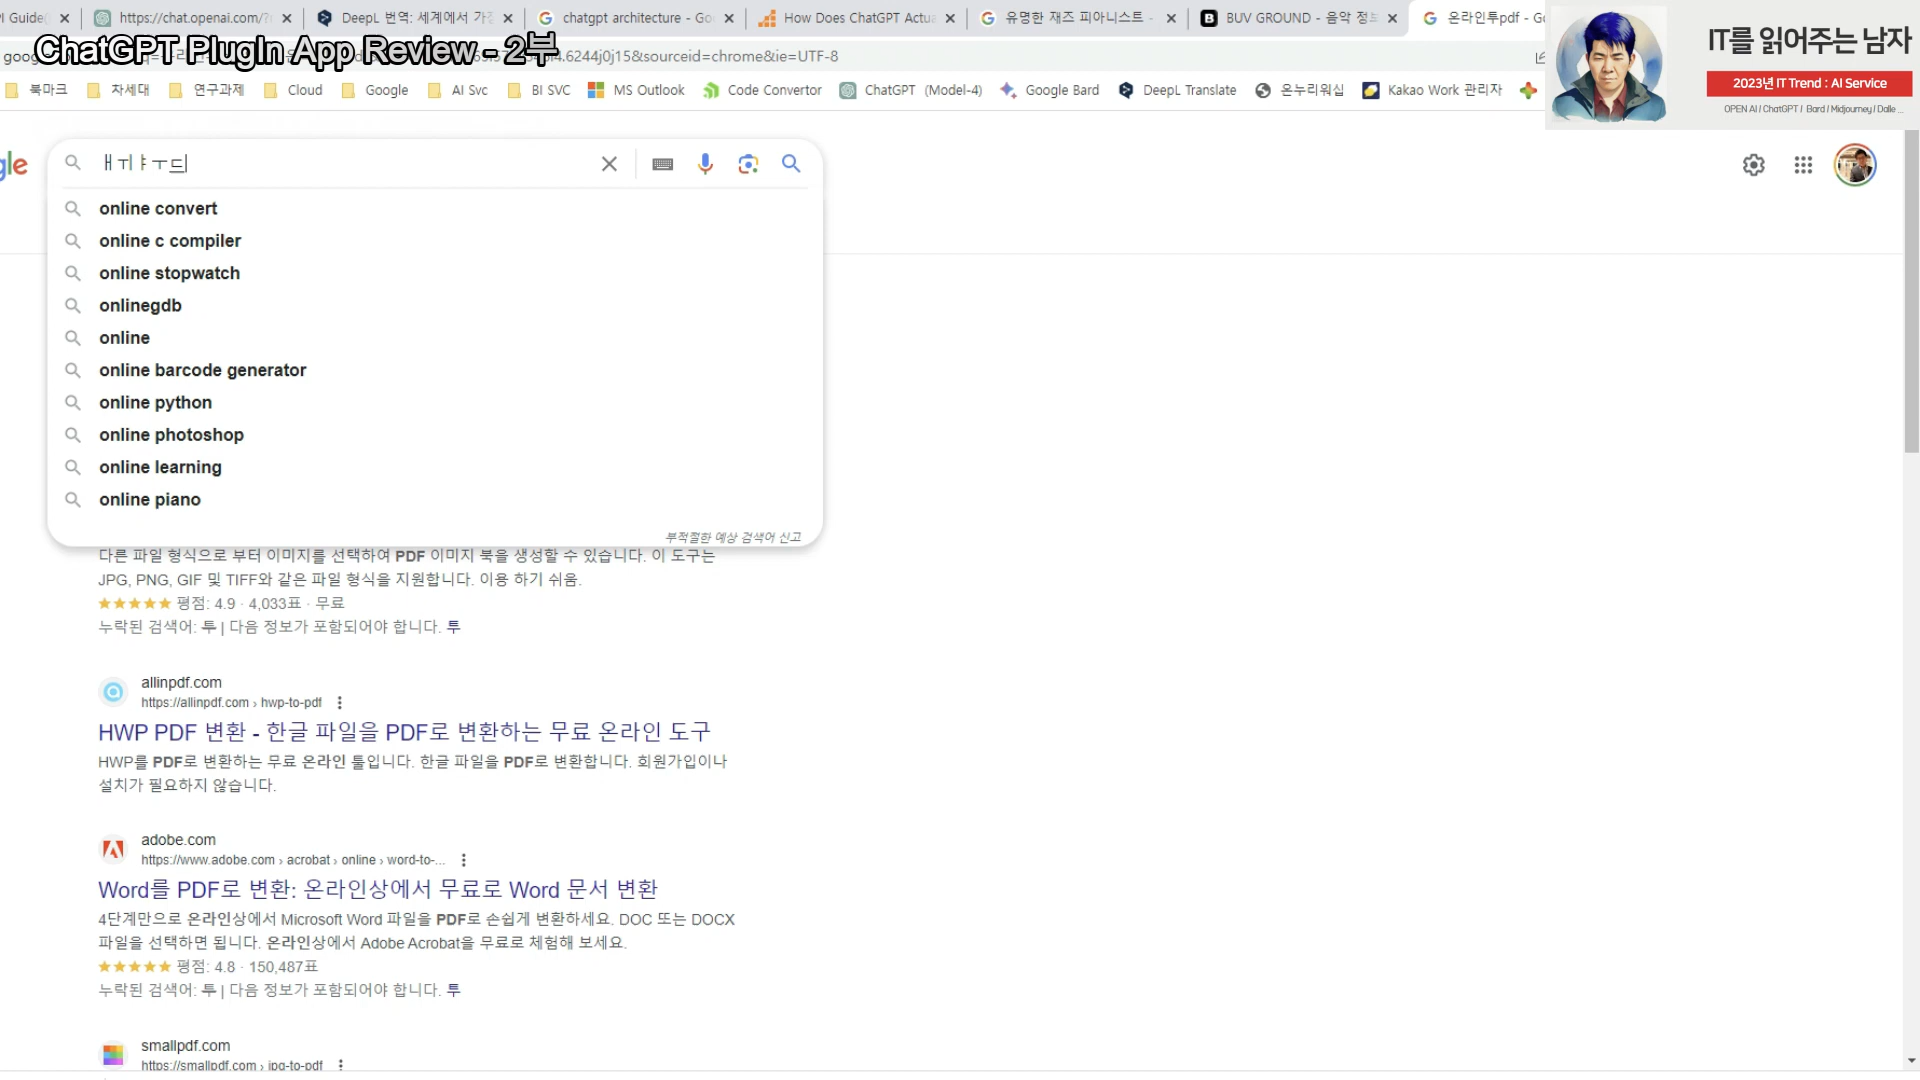 https://chat.openai.com/?
DeepL 번역: 세계에서 가장
chatgpt architecture - Go
How Does ChatGPT Actua
유명한 재즈 피아니스트 -
BUV GROUND - 음악 정보
온라인투pdf - Go
ChatGPT PlugIn App Review - 2부
6244j0j15&sourceid=chrome&ie=UTF-8
IT를 읽어주는 남자
2023년 IT Trend : AI Service
OPEN AI / ChatGPT / Bard / Midjourney / Dalle ...
북마크 차세대 연구과제 Cloud Google AI Svc BI SVC MS Outlook Code Convertor ChatGPT (Model-4) Google Bard DeepL Translate 온누리워십 Kakao Work 관리자
gle
ㅐㅜㅣㅑㅜㄷ
online convert
online c compiler
online stopwatch
onlinegdb
online
online barcode generator
online python
online photoshop
online learning
online piano
부적절한 예상 검색어 신고
다른 파일 형식으로 부터 이미지를 선택하여 PDF 이미지 북을 생성할 수 있습니다. 이 도구는
JPG, PNG, GIF 및 TIFF와 같은 파일 형식을 지원합니다. 이용 하기 쉬움.
평점: 4.9 · 4,033표 · 무료
누락된 검색어: 투 | 다음 정보가 포함되어야 합니다. 투
allinpdf.com
https://allinpdf.com › hwp-to-pdf
HWP PDF 변환 - 한글 파일을 PDF로 변환하는 무료 온라인 도구
HWP를 PDF로 변환하는 무료 온라인 툴입니다. 한글 파일을 PDF로 변환합니다. 회원가입이나
설치가 필요하지 않습니다.
adobe.com
https://www.adobe.com › acrobat › online › word-to-...
Word를 PDF로 변환: 온라인상에서 무료로 Word 문서 변환
4단계만으로 온라인상에서 Microsoft Word 파일을 PDF로 손쉽게 변환하세요. DOC 또는 DOCX
파일을 선택하면 됩니다. 온라인상에서 Adobe Acrobat을 무료로 체험해 보세요.
평점: 4.8 · 150,487표
누락된 검색어: 투 | 다음 정보가 포함되어야 합니다. 투
smallpdf.com
https://smallpdf.com › jpg-to-pdf